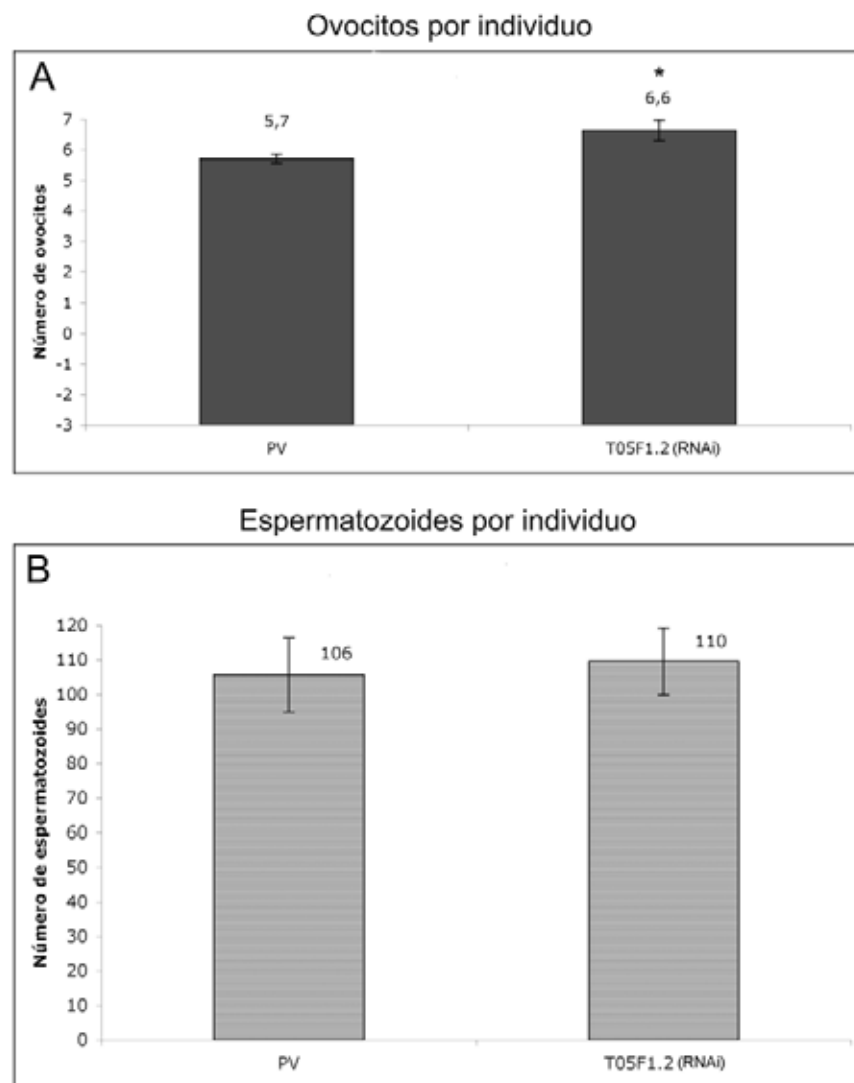 Ovocitos por individuo
A
*
5,7
6,6
Número de ovocitos
7
6
5
4
3
2
1
0
-1
-2
-3
PV
T05F1.2 (RNAi)
Espermatozoides por individuo
B
106
110
Número de espermatozoides
120
110
100
90
80
70
60
50
40
30
20
10
0
PV
T05F1.2 (RNAi)